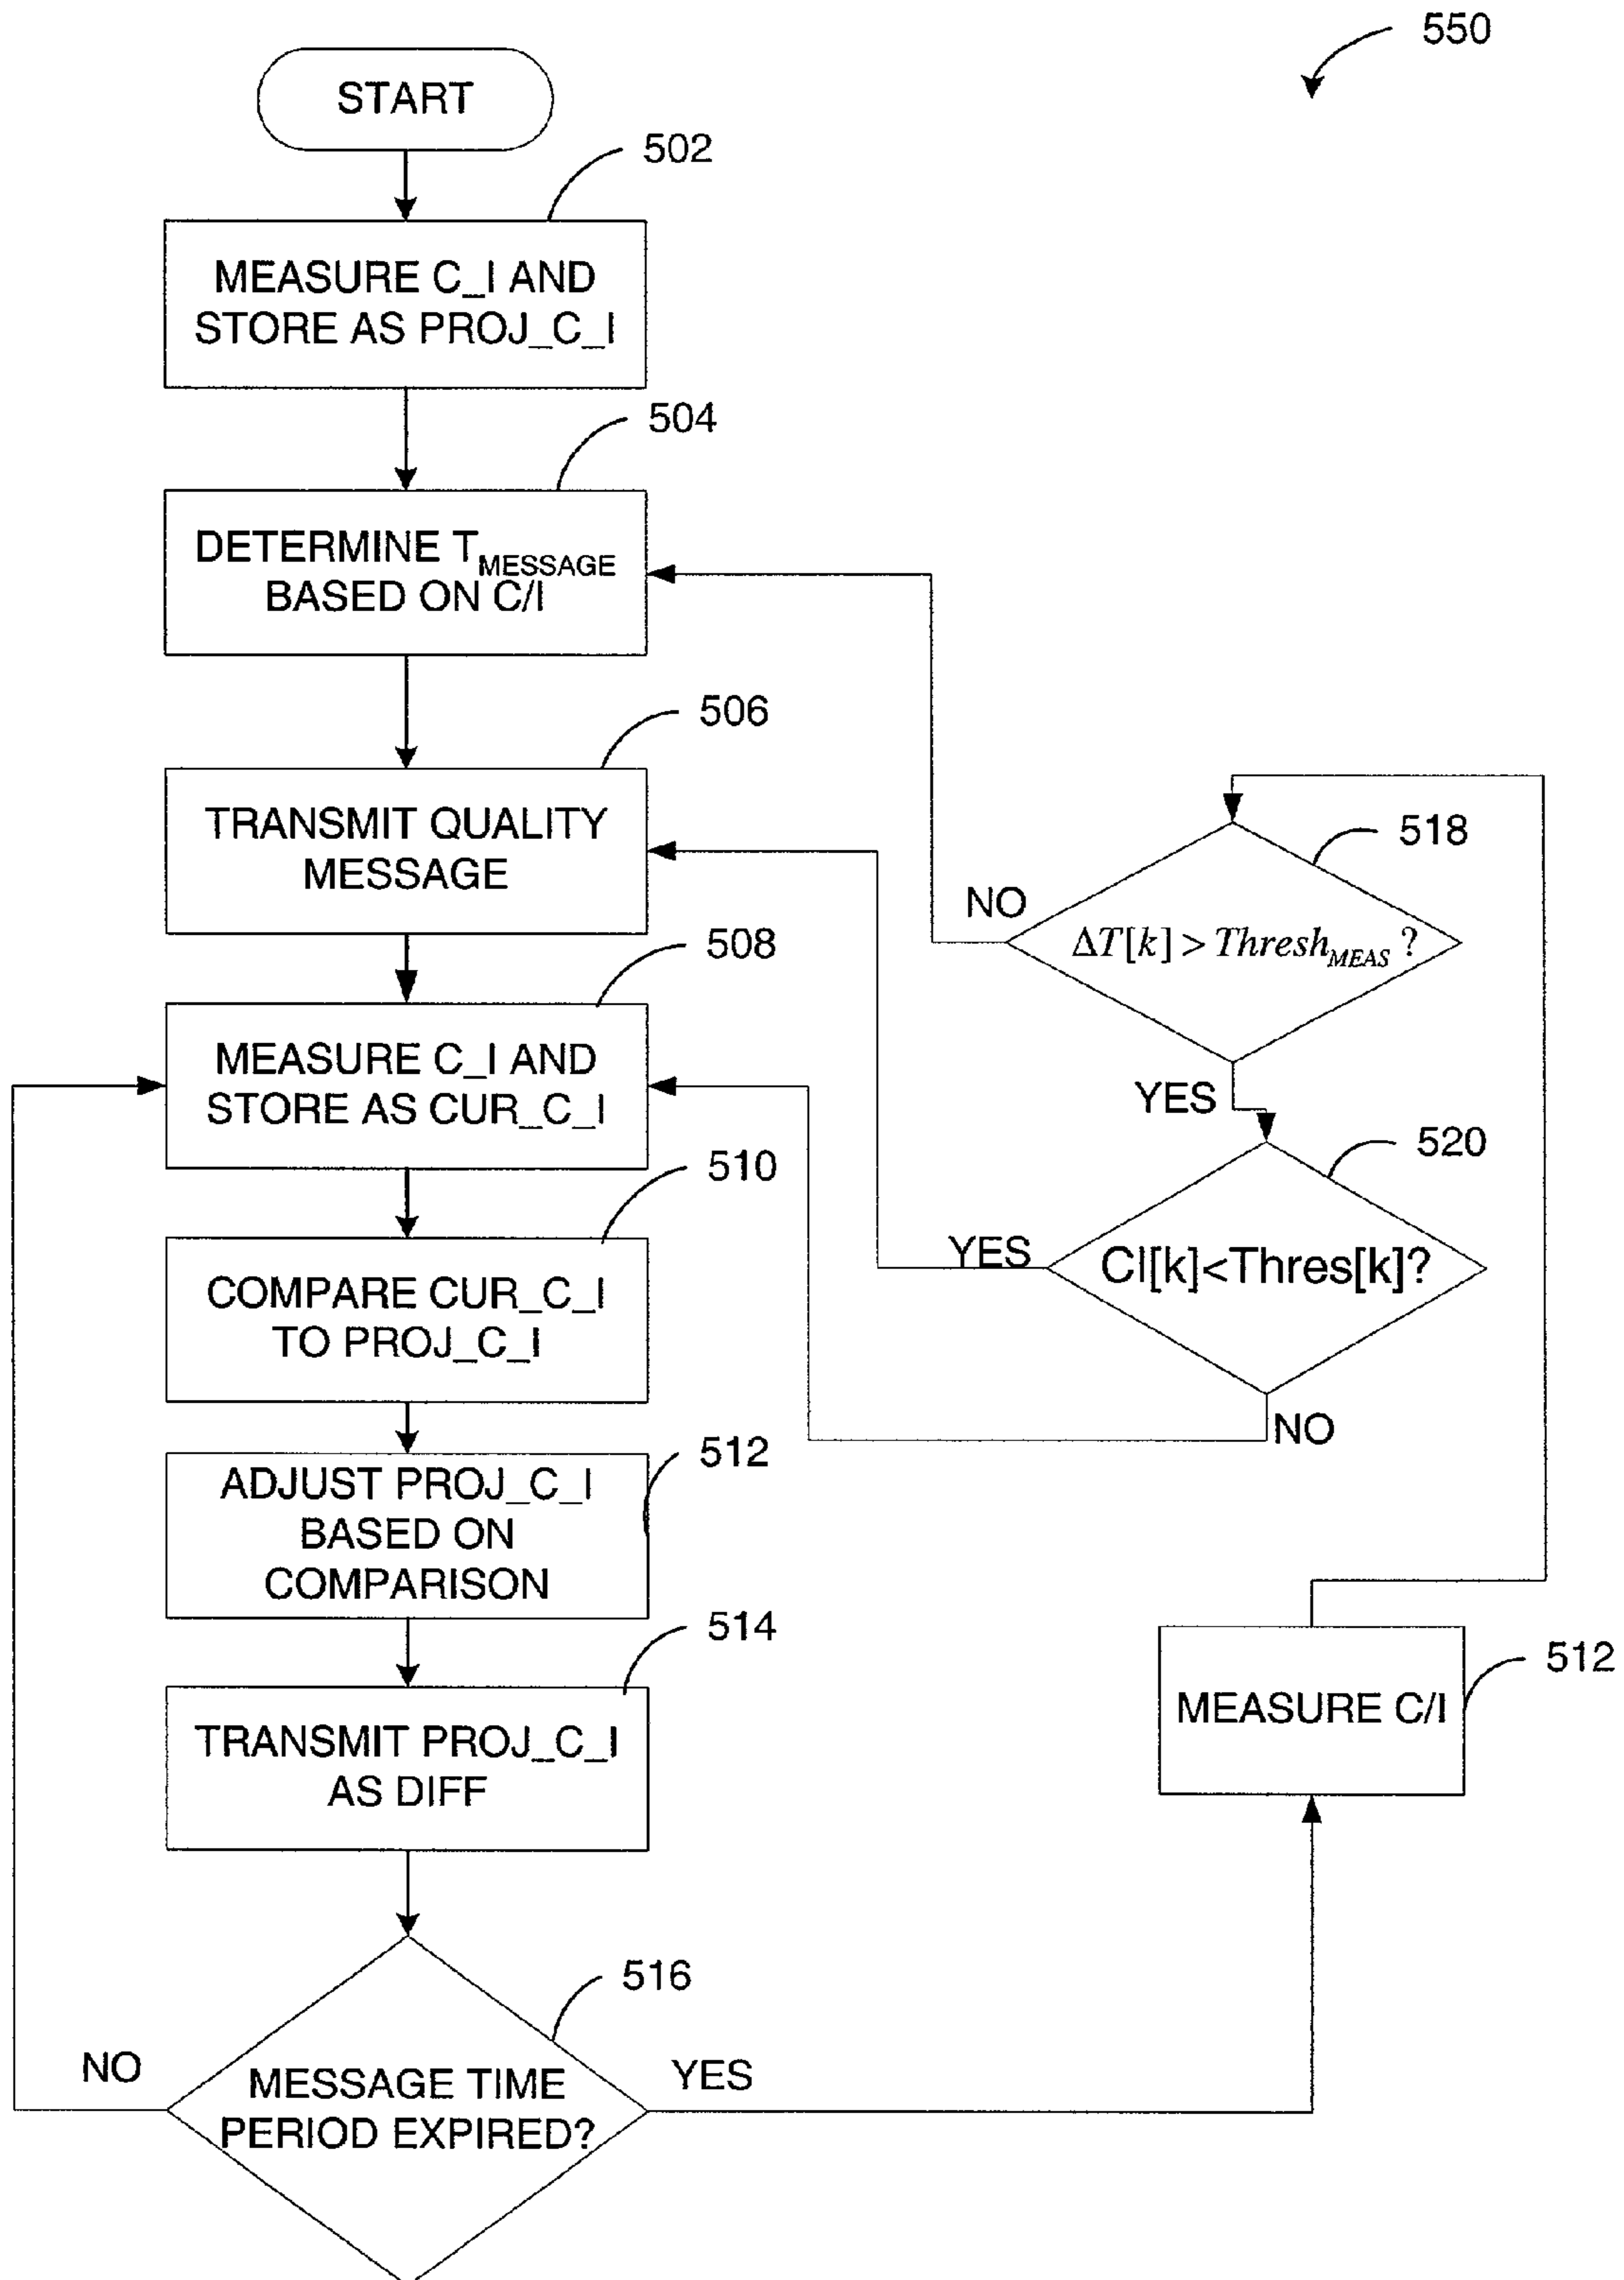 550
START
502
MEASURE C_I AND
STORE AS PROJ_C_I
504
DETERMINE T_MESSAGE
BASED ON C/I
506
TRANSMIT QUALITY
MESSAGE
518
NO
ΔT[k] > Thresh_MEAS ?
YES
508
MEASURE C_I AND
STORE AS CUR_C_I
520
YES
CI[k]<Thres[k]?
NO
510
COMPARE CUR_C_I
TO PROJ_C_I
512
ADJUST PROJ_C_I
BASED ON
COMPARISON
514
TRANSMIT PROJ_C_I
AS DIFF
512
MEASURE C/I
516
NO
MESSAGE TIME
PERIOD EXPIRED?
YES